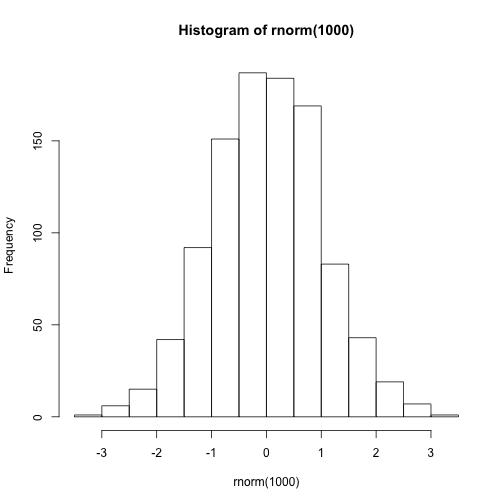 Histogram of rnorm(1000)
150
100
50
0
Frequency
-3 -2 -1 0 1 2 3
rnorm(1000)